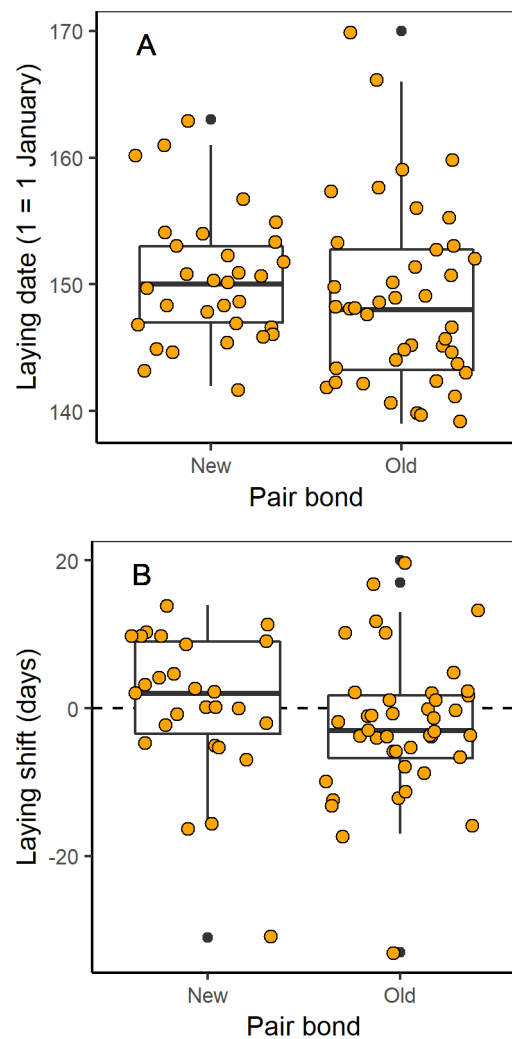 A
Laying date (1 = 1 January)
170
160
150
140
New Old
Pair bond
B
Laying shift (days)
20
0
-20
New Old
Pair bond